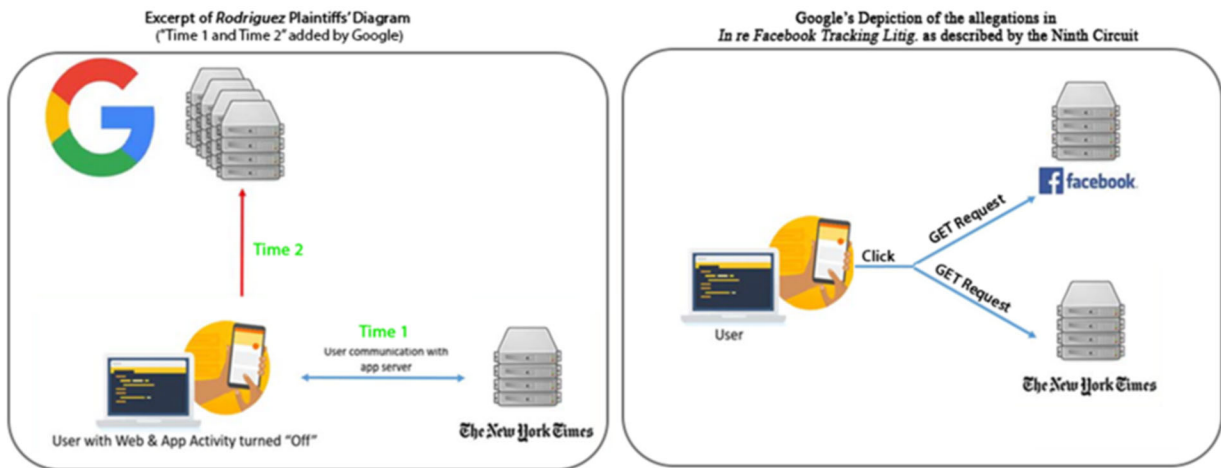 Excerpt of Rodriguez Plaintiffs' Diagram
("Time 1 and Time 2" added by Google)
Time 2
Time 1
User communication with
app server
The New York Times
User with Web & App Activity turned "Off"
Google's Depiction of the allegations in
In re Facebook Tracking Litig. as described by the Ninth Circuit
facebook.
GET Request
Click
GET Request
User
The New York Times